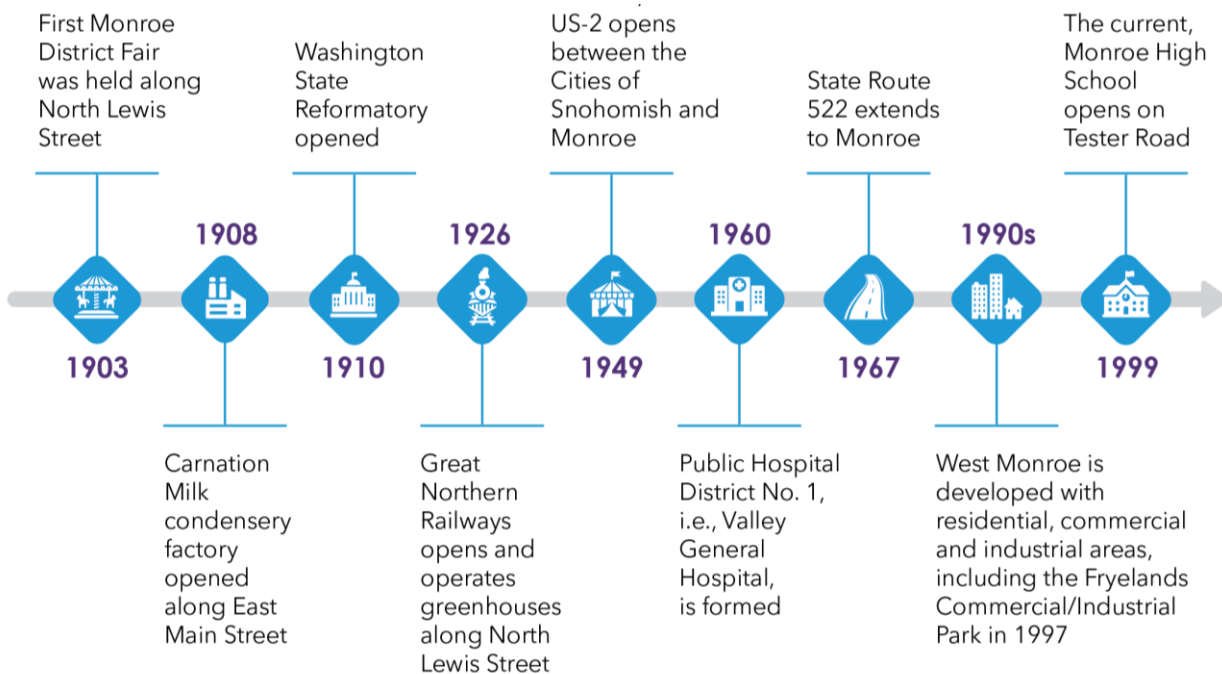 First Monroe
District Fair
was held along
North Lewis
Street
1903
1908
Carnation
Milk
condensery
factory
opened
along East
Main Street
Washington
State
Reformatory
opened
1910
1926
Great
Northern
Railways
opens and
operates
greenhouses
along North
Lewis Street
US-2 opens
between the
Cities of
Snohomish and
Monroe
1949
1960
Public Hospital
District No. 1,
i.e., Valley
General
Hospital,
is formed
State Route
522 extends
to Monroe
1967
1990s
West Monroe is
developed with
residential, commercial
and industrial areas,
including the Fryelands
Commercial/Industrial
Park in 1997
The current,
Monroe High
School
opens on
Tester Road
1999